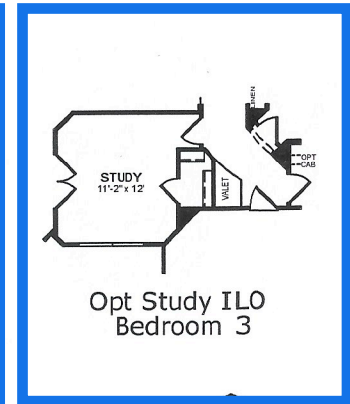 LINEN
OPT
CAB
STUDY
11'-2" x 12'
VALET
Opt Study ILO
Bedroom 3